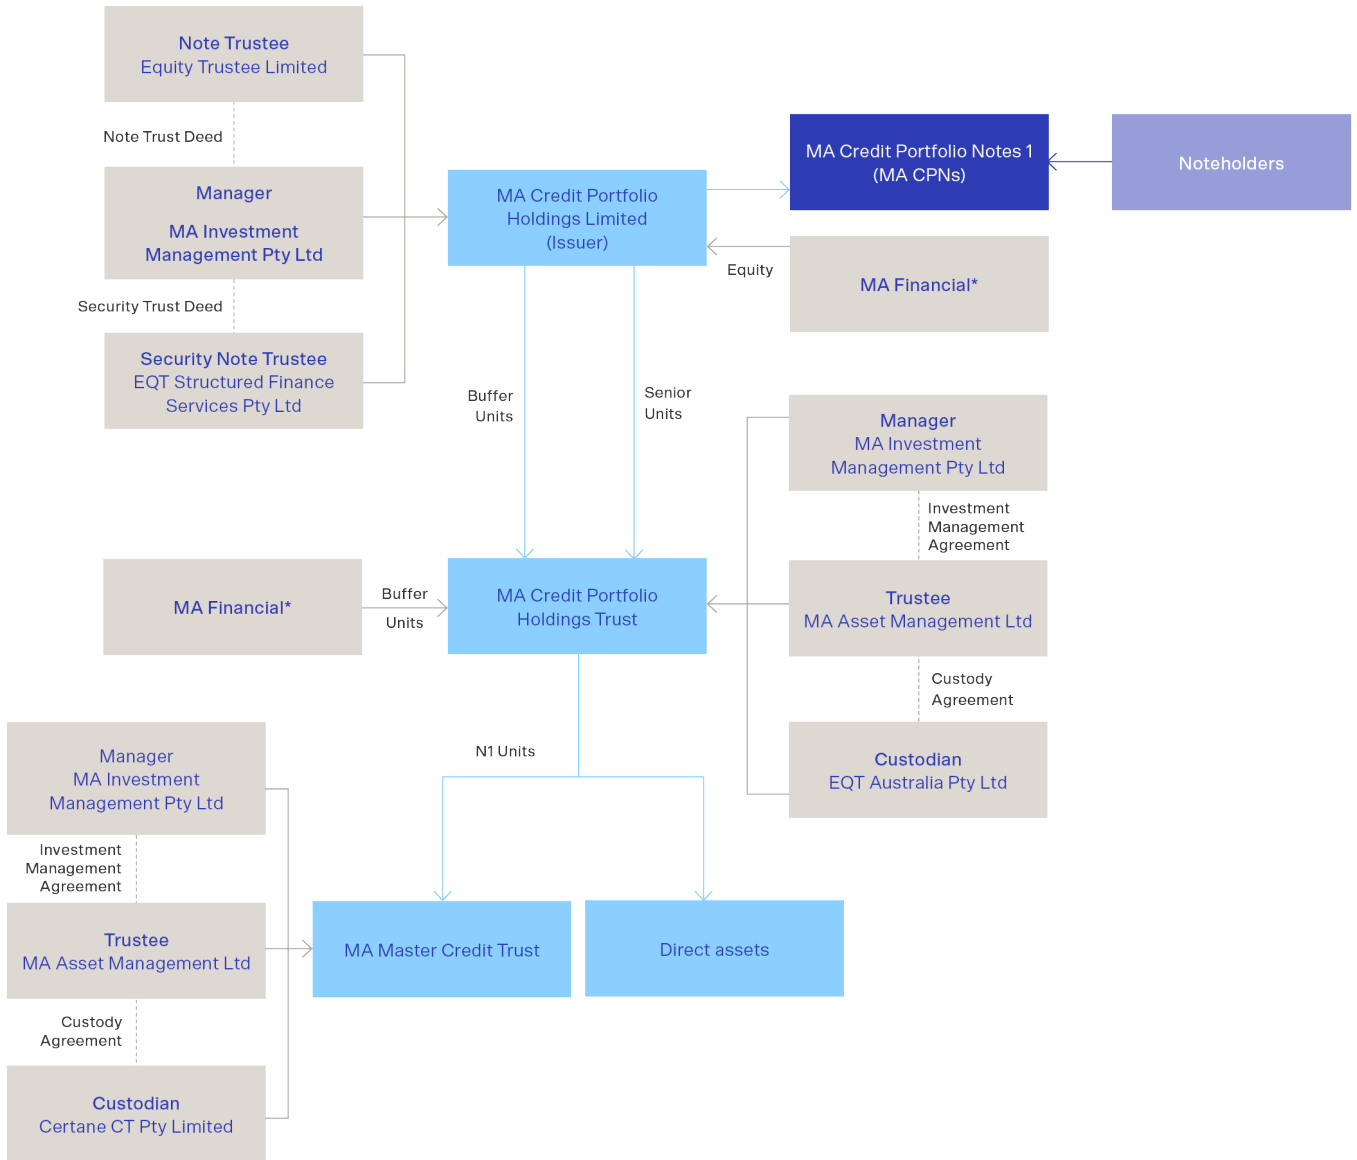 Note Trustee
Equity Trustee Limited
Note Trust Deed
Manager
MA Investment
Management Pty Ltd
Security Trust Deed
Security Note Trustee
EQT Structured Finance
Services Pty Ltd
MA Credit Portfolio
Holdings Limited
(Issuer)
MA Credit Portfolio Notes 1
(MA CPNs)
Noteholders
Equity
MA Financial*
Buffer
Units
Senior
Units
Manager
MA Investment
Management Pty Ltd
Investment
Management
Agreement
Trustee
MA Asset Management Ltd
Custody
Agreement
Custodian
EQT Australia Pty Ltd
MA Financial*
Buffer
Units
MA Credit Portfolio
Holdings Trust
N1 Units
Manager
MA Investment
Management Pty Ltd
Investment
Management
Agreement
Trustee
MA Asset Management Ltd
Custody
Agreement
Custodian
Certane CT Pty Limited
MA Master Credit Trust
Direct assets